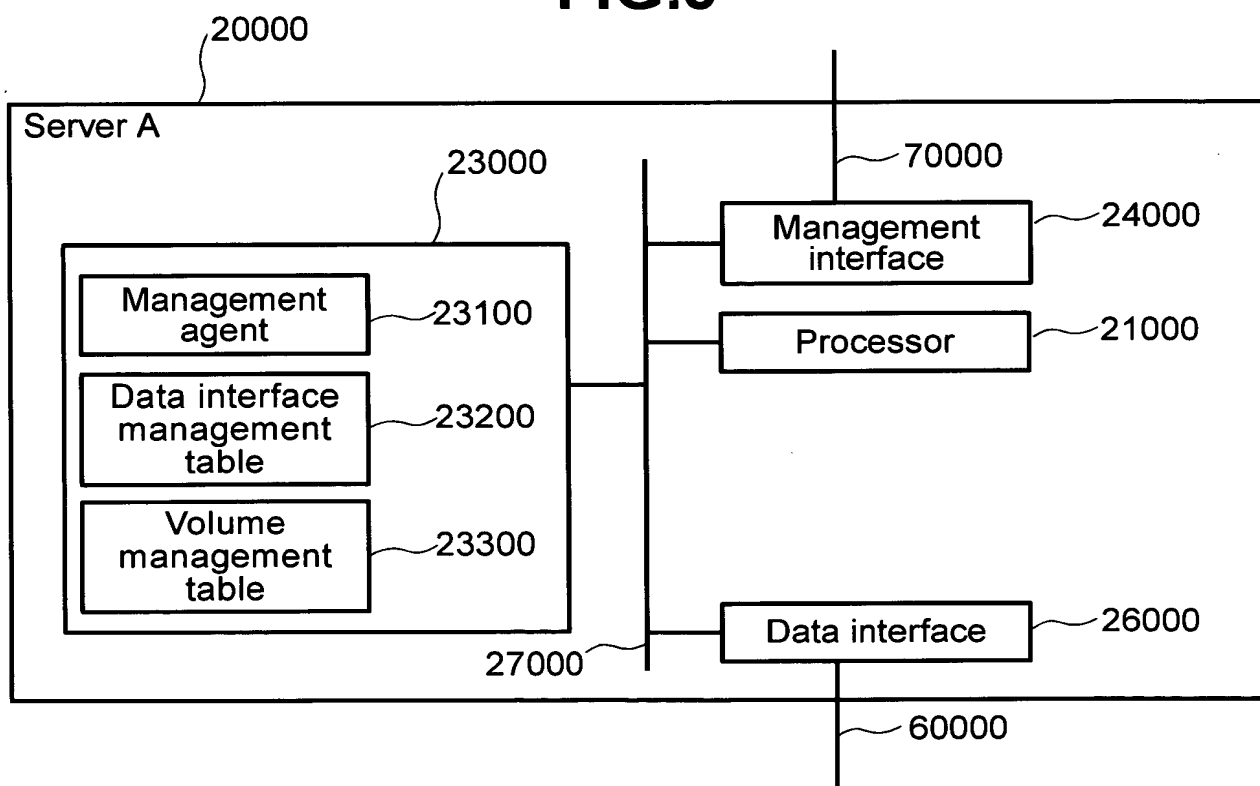 20000
Server A
23000
70000
Management
interface
24000
Management
agent
23100
Processor
21000
Data interface
management
table
23200
Volume
management
table
23300
Data interface
26000
27000
60000